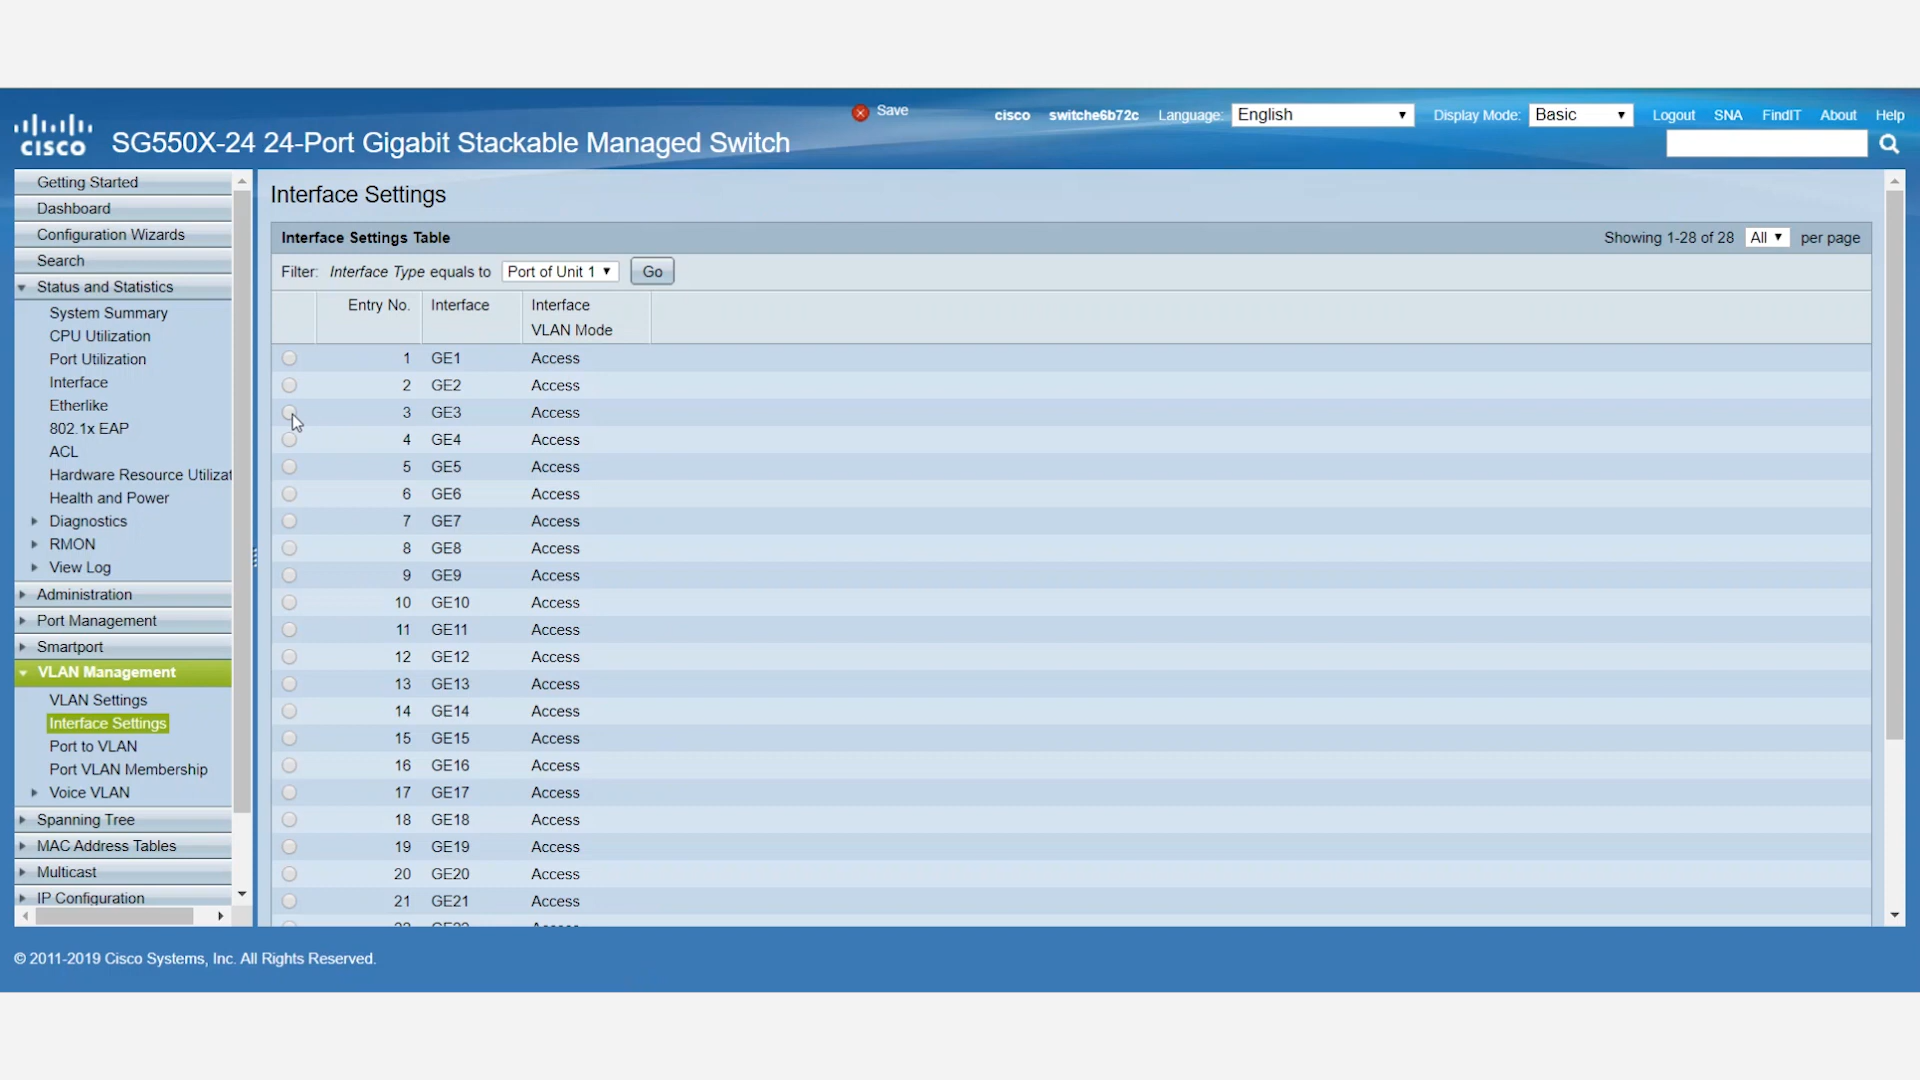 Save
cisco switche6b72c Language: English Display Mode: Basic Logout SNA FindIT About Help
CISCO
SG550X-24 24-Port Gigabit Stackable Managed Switch
Getting Started
Dashboard
Configuration Wizards
Search
Status and Statistics
System Summary
CPU Utilization
Port Utilization
Interface
Etherlike
802.1x EAP
ACL
Hardware Resource Utilizat
Health and Power
Diagnostics
RMON
View Log
Administration
Port Management
Smartport
VLAN Management
VLAN Settings
Interface Settings
Port to VLAN
Port VLAN Membership
Voice VLAN
Spanning Tree
MAC Address Tables
Multicast
IP Configuration
Interface Settings
Interface Settings Table Showing 1-28 of 28 All per page
Filter: Interface Type equals to Port of Unit 1 Go
Entry No. Interface Interface
VLAN Mode
1 GE1 Access
2 GE2 Access
3 GE3 Access
4 GE4 Access
5 GE5 Access
6 GE6 Access
7 GE7 Access
8 GE8 Access
9 GE9 Access
10 GE10 Access
11 GE11 Access
12 GE12 Access
13 GE13 Access
14 GE14 Access
15 GE15 Access
16 GE16 Access
17 GE17 Access
18 GE18 Access
19 GE19 Access
20 GE20 Access
21 GE21 Access
© 2011-2019 Cisco Systems, Inc. All Rights Reserved.